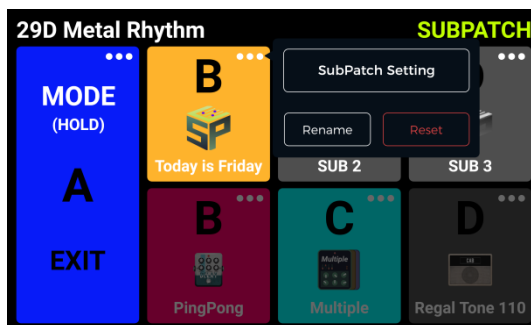 29D Metal Rhythm
SUBPATCH
MODE
(HOLD)
A
EXIT
B
SP
Today is Friday
SubPatch Setting
Rename
Reset
SUB 2
D
SUB 3
B
PingPong
C
Multiple
Multiple
D
Regal Tone 110